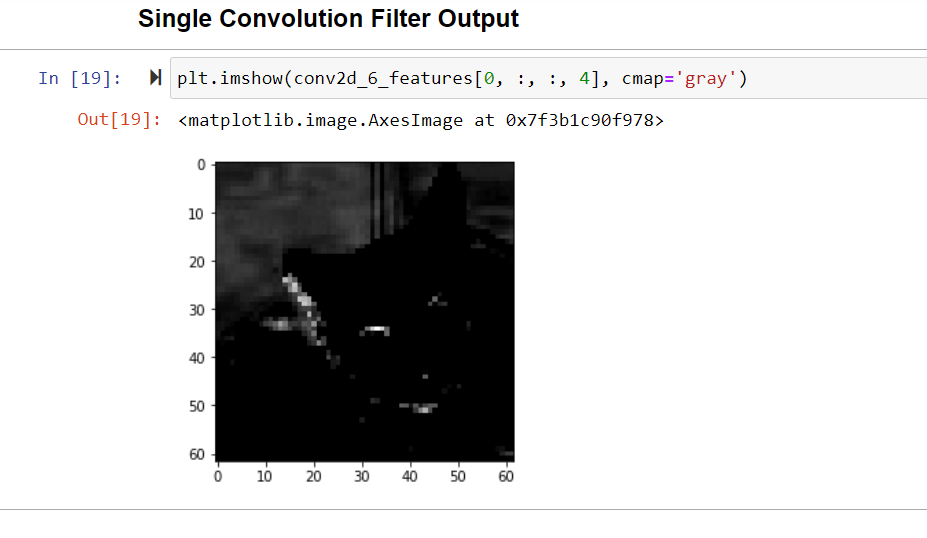 Single Convolution Filter Output
In [19]: plt.imshow(conv2d_6_features[0, :, :, 4], cmap='gray')
Out[19]: <matplotlib.image.AxesImage at 0x7f3b1c90f978>
0
10
20
30
40
50
60
0 10 20 30 40 50 60